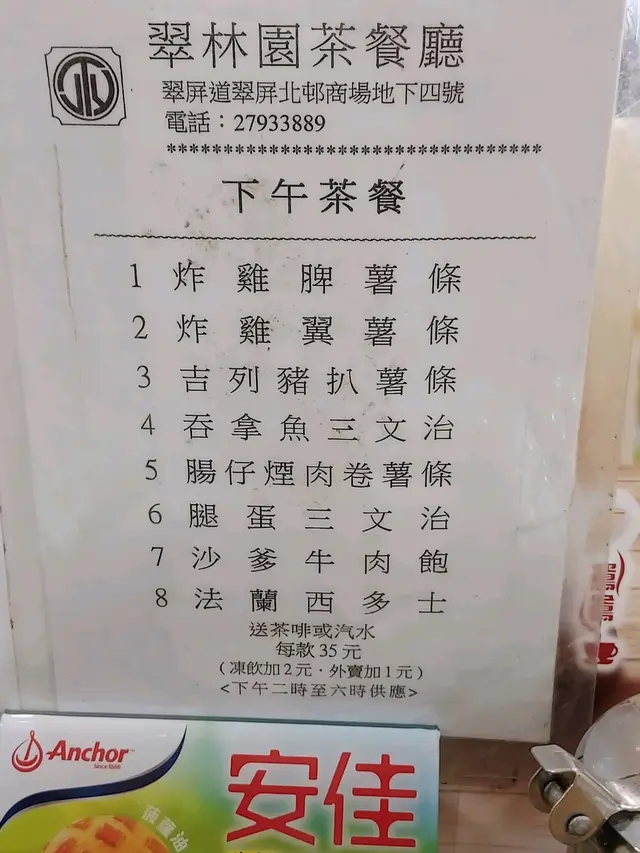 翠林園茶餐廳
翠屏道翠屏北邨商場地下四號
電話：27933889
*********************************
下午茶餐
1 炸雞脾薯條
2 炸雞翼薯條
3 吉列豬扒薯條
4 吞拿魚三文治
5 腸仔煙肉卷薯條
6 腿蛋三文治
7 沙爹牛肉飽
8 法蘭西多士
送茶啡或汽水
每款35元
（凍飲加2元·外賣加1元）
<下午二時至六時供應>
Anchor™
Since 1886
安佳